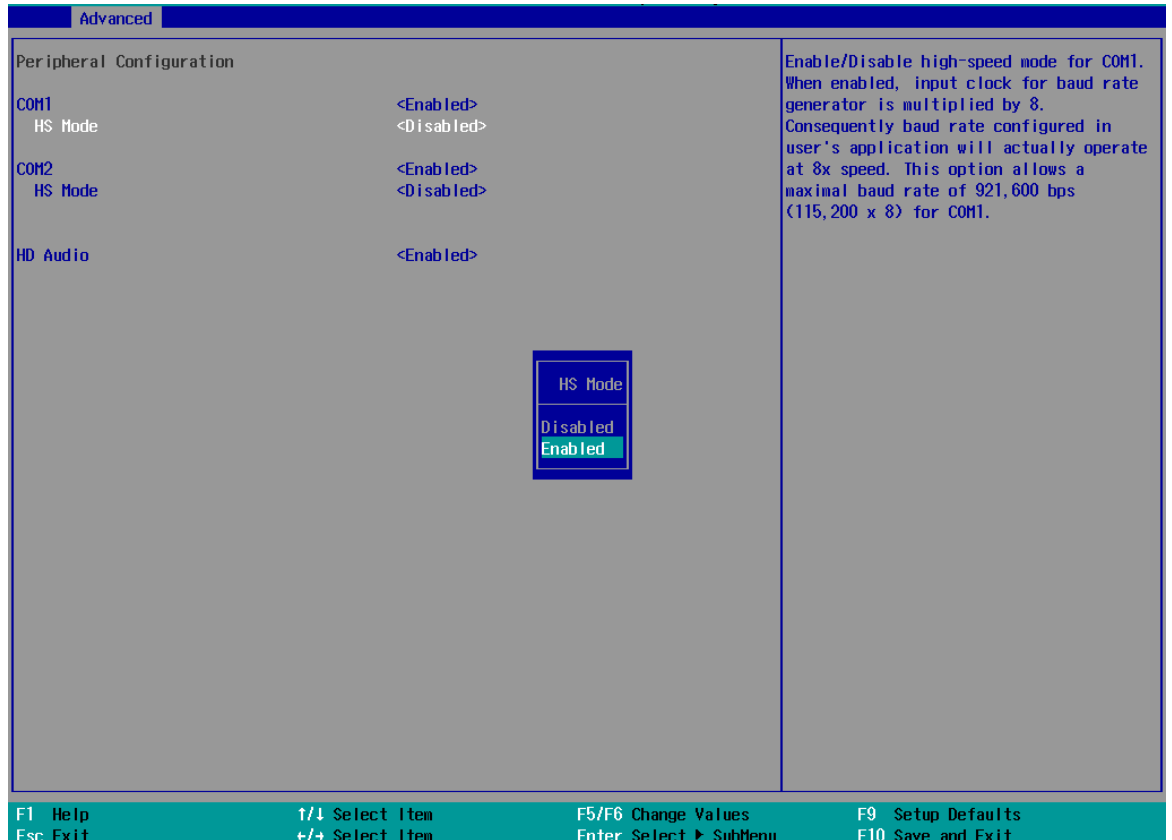 Advanced
Peripheral Configuration
COM1 <Enabled>
HS Mode <Disabled>
COM2 <Enabled>
HS Mode <Disabled>
HD Audio <Enabled>
Enable/Disable high-speed mode for COM1.
When enabled, input clock for baud rate
generator is multiplied by 8.
Consequently baud rate configured in
user's application will actually operate
at 8x speed. This option allows a
maximal baud rate of 921,600 bps
(115,200 x 8) for COM1.
HS Mode
Disabled
Enabled
F1 Help ↑/↓ Select Item F5/F6 Change Values F9 Setup Defaults
Esc Exit ←/→ Select Item Enter Select ▶ SubMenu F10 Save and Exit